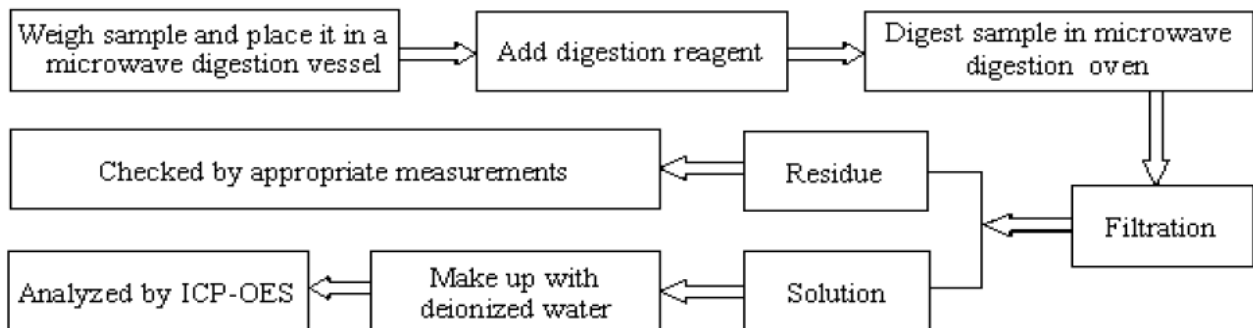 Weigh sample and place it in a
microwave digestion vessel
Add digestion reagent
Digest sample in microwave
digestion oven
Checked by appropriate measurements
Residue
Filtration
Analyzed by ICP-OES
Make up with
deionized water
Solution